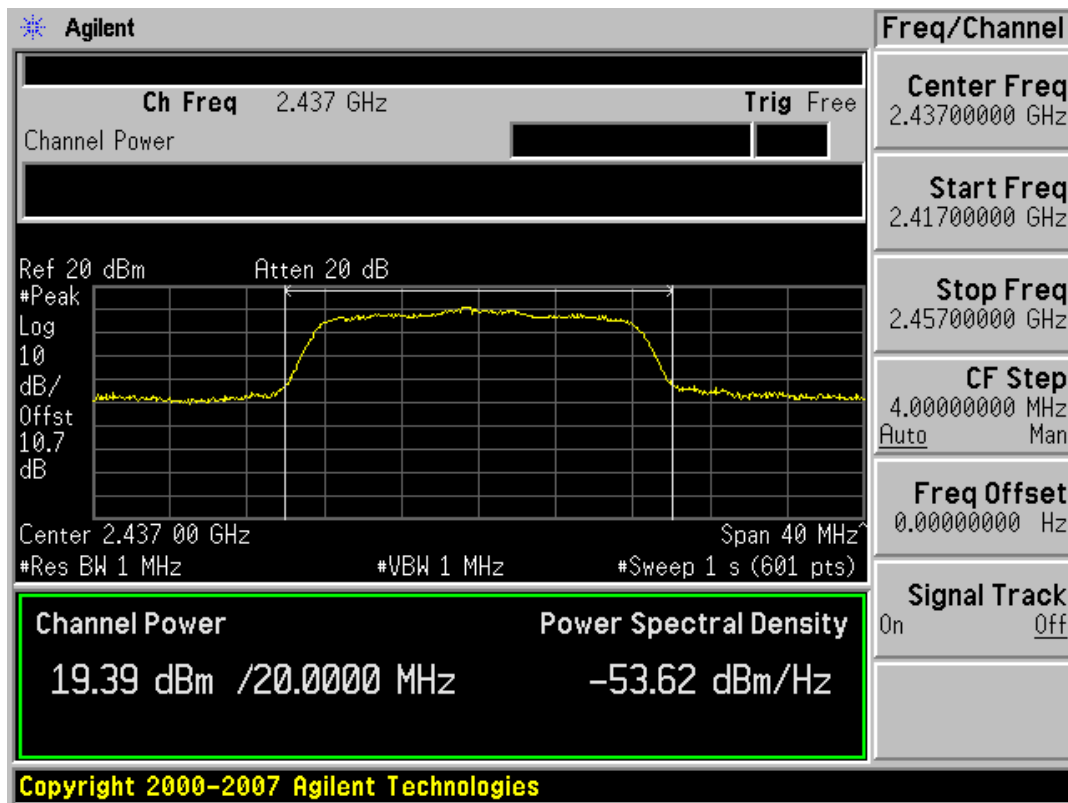 Agilent
Freq/Channel
Ch Freq 2.437 GHz Trig Free
Channel Power
Ref 20 dBm Atten 20 dB
#Peak
Log
10
dB/
Offst
10.7
dB
Center 2.437 00 GHz Span 40 MHz^
#Res BW 1 MHz #VBW 1 MHz #Sweep 1 s (601 pts)
Channel Power Power Spectral Density
19.39 dBm /20.0000 MHz -53.62 dBm/Hz
Center Freq
2.43700000 GHz
Start Freq
2.41700000 GHz
Stop Freq
2.45700000 GHz
CF Step
4.00000000 MHz
Auto Man
Freq Offset
0.00000000 Hz
Signal Track
On Off
Copyright 2000-2007 Agilent Technologies